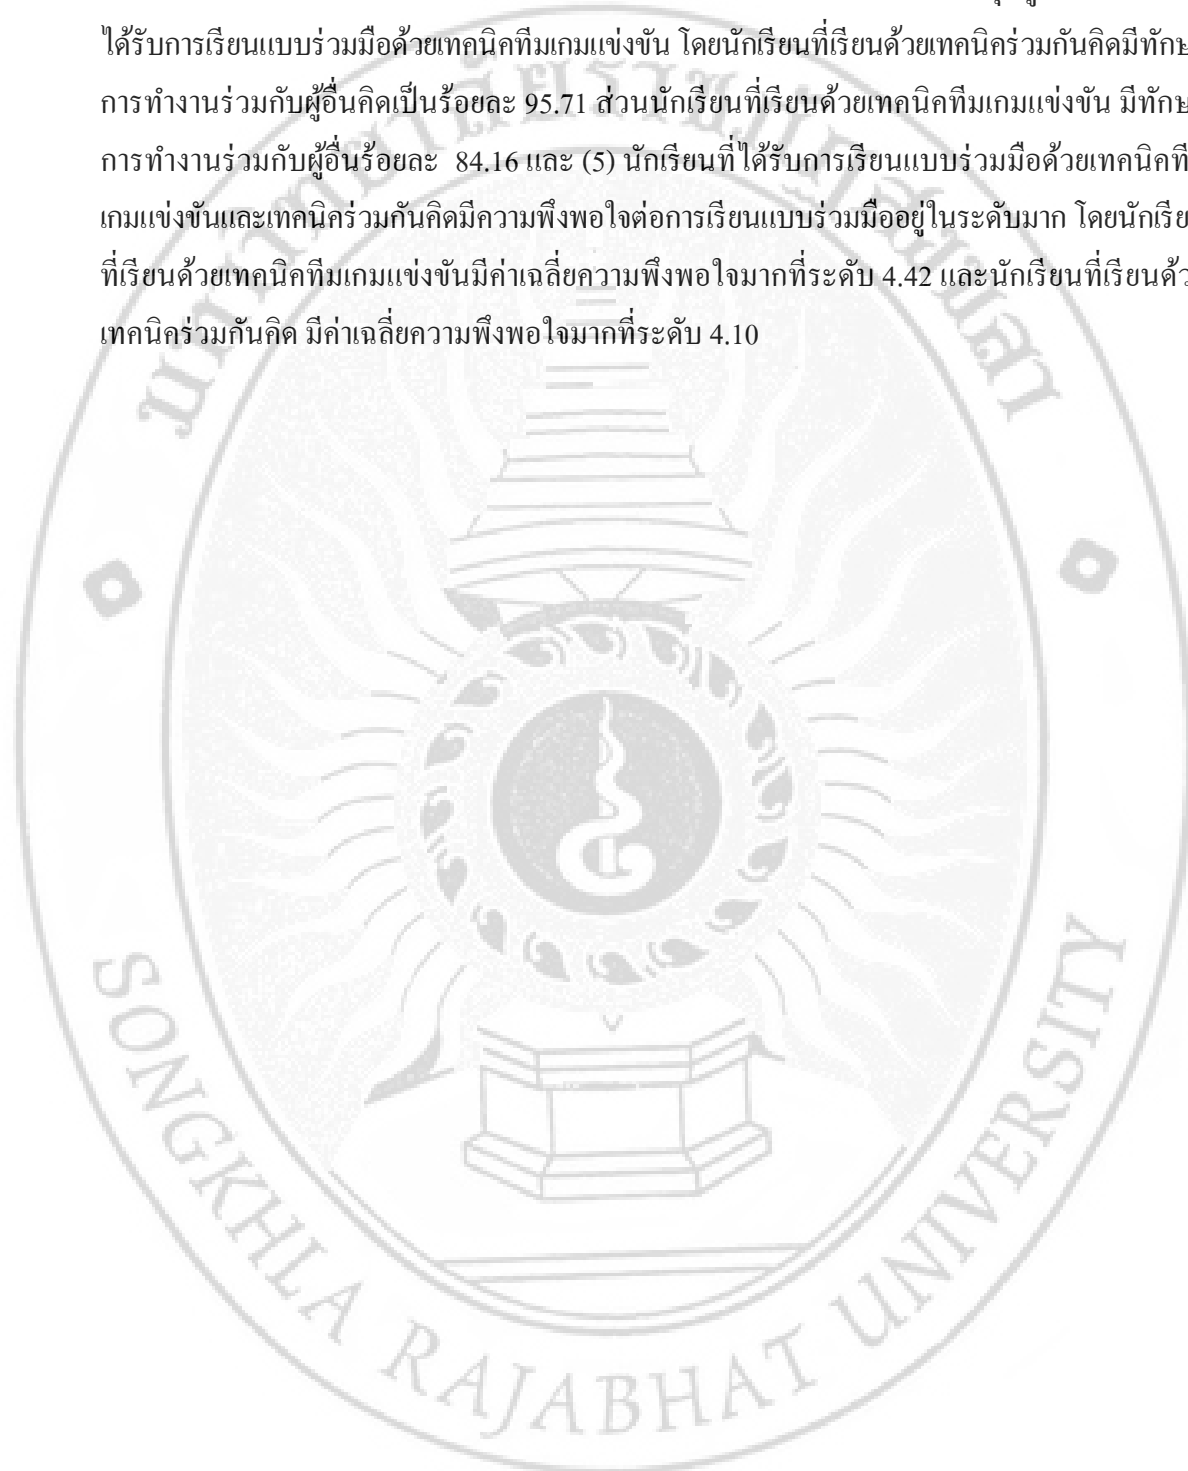 ได้รับการเรียนแบบร่วมมือด้วยเทคนิคทีมเกมแข่งขัน โดยนักเรียนที่เรียนด้วยเทคนิคร่วมกันคิดมีทักษ
การทำงานร่วมกับผู้อื่นคิดเป็นร้อยละ 95.71 ส่วนนักเรียนที่เรียนด้วยเทคนิคทีมเกมแข่งขัน มีทักษ
การทำงานร่วมกับผู้อื่นร้อยละ 84.16 และ (5) นักเรียนที่ได้รับการเรียนแบบร่วมมือด้วยเทคนิคที
เกมแข่งขันและเทคนิคร่วมกันคิดมีความพึงพอใจต่อการเรียนแบบร่วมมืออยู่ในระดับมาก โดยนักเรีย
ที่เรียนด้วยเทคนิคทีมเกมแข่งขันมีค่าเฉลี่ยความพึงพอใจมากที่ระดับ 4.42 และนักเรียนที่เรียนด้ว
เทคนิคร่วมกันคิด มีค่าเฉลี่ยความพึงพอใจมากที่ระดับ 4.10
มหาวิทยาลัยราชภัฏสงขลา
SONGKHLA RAJABHAT UNIVERSITY